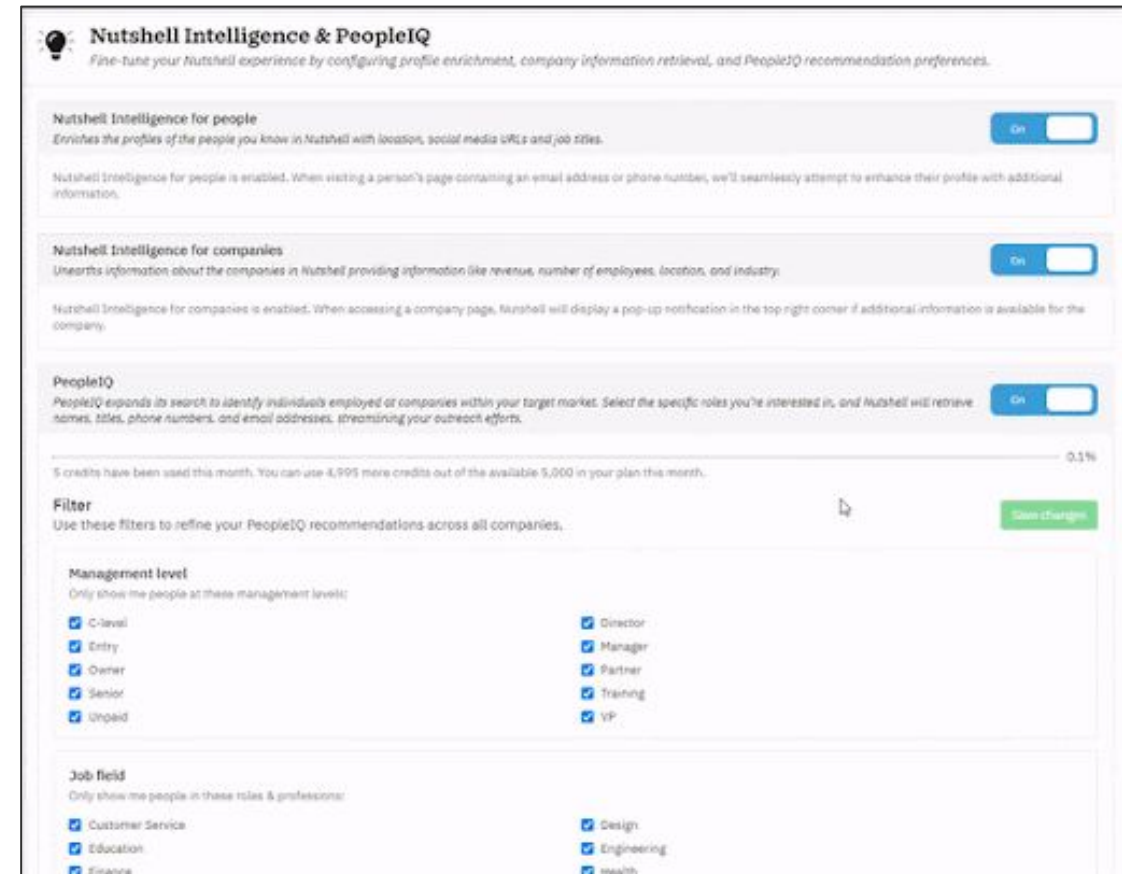 Nutshell Intelligence & PeopleIQ
Fine-tune your Nutshell experience by configuring profile enrichment, company information retrieval, and PeopleIQ recommendation preferences.
Nutshell Intelligence for people
Enriches the profiles of the people you know in Nutshell with location, social media URLs and job titles.
On
Nutshell Intelligence for people is enabled. When visiting a person's page containing an email address or phone number, we'll seamlessly attempt to enhance their profile with additional
information.
Nutshell Intelligence for companies
Unearths information about the companies in Nutshell providing information like revenue, number of employees, location, and industry.
On
Nutshell Intelligence for companies is enabled. When accessing a company page, Nutshell will display a pop-up notification in the top right corner if additional information is available for the
company.
PeopleIQ
PeopleIQ expands its search to identify individuals employed at companies within your target market. Select the specific roles you're interested in, and Nutshell will retrieve
names, titles, phone numbers, and email addresses, streamlining your outreach efforts.
On
0.1%
5 credits have been used this month. You can use 4,995 more credits out of the available 5,000 in your plan this month.
Filter
Use these filters to refine your PeopleIQ recommendations across all companies.
Save changes
Management level
Only show me people at these management levels:
C-level
Director
Entry
Manager
Owner
Partner
Senior
Training
Unpaid
VP
Job field
Only show me people in these roles & professions:
Customer Service
Design
Education
Engineering
Finance
Health